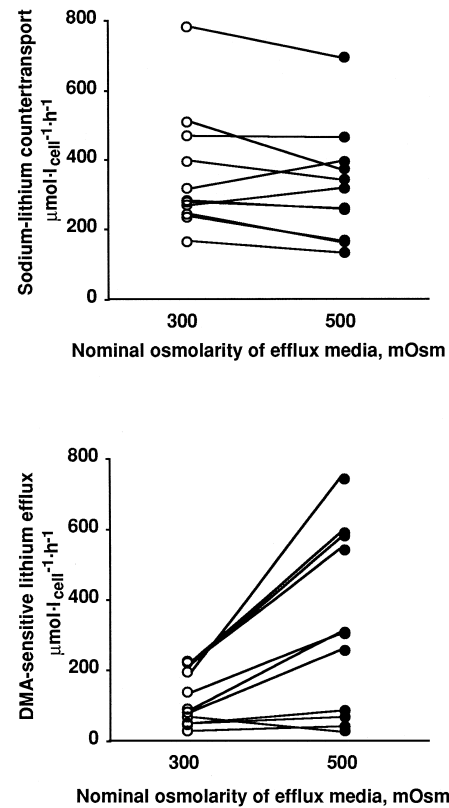 Sodium-lithium countertransport
μmol·l cell⁻¹·h⁻¹
800
600
400
200
0
300 500
Nominal osmolarity of efflux media, mOsm
DMA-sensitive lithium efflux
μmol·l cell⁻¹·h⁻¹
800
600
400
200
0
300 500
Nominal osmolarity of efflux media, mOsm